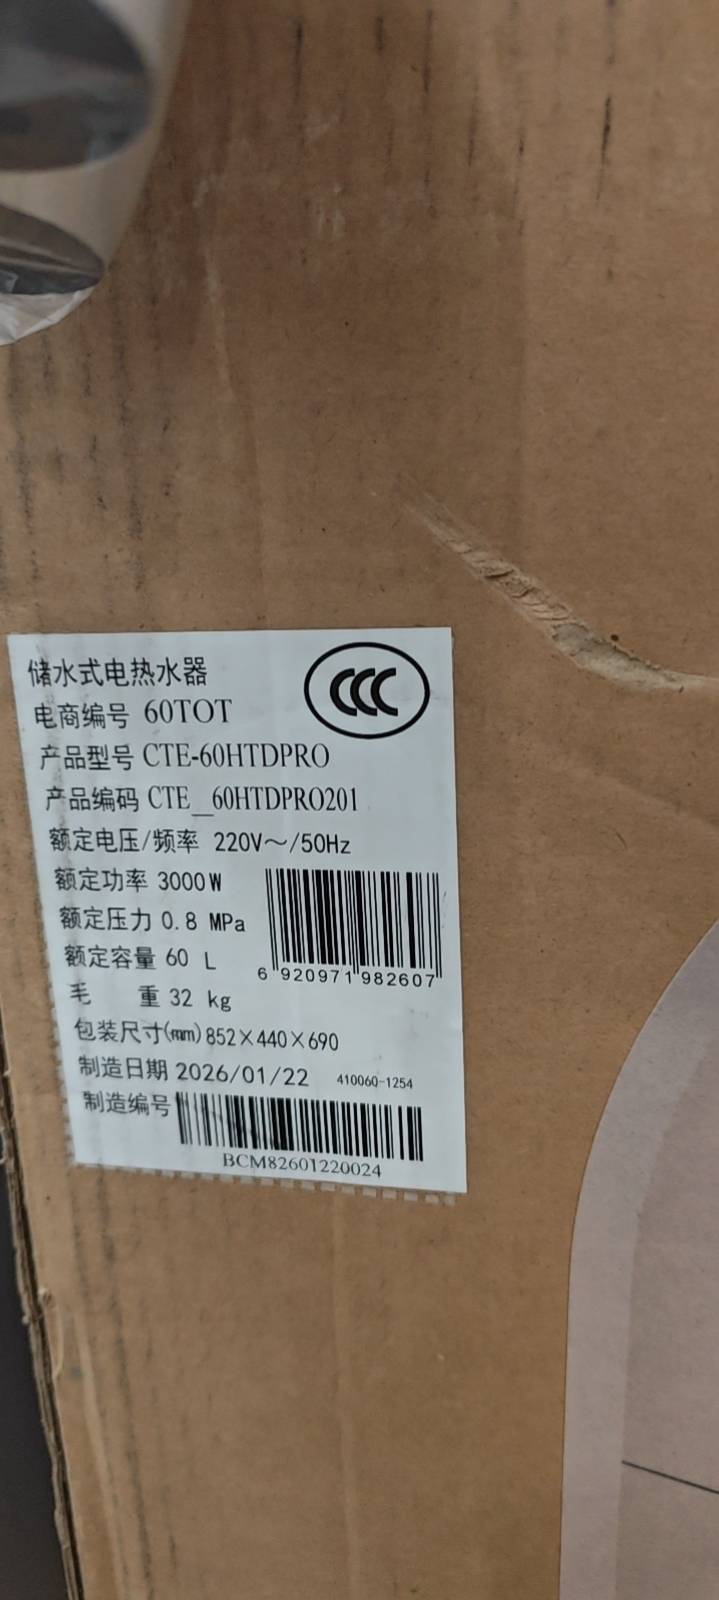 储水式电热水器
CCC
电商编号 60TOT
产品型号 CTE-60HTDPRO
产品编码 CTE_60HTDPRO201
额定电压/频率 220V～/50Hz
额定功率 3000W
额定压力 0.8 MPa
额定容量 60 L
6 920971 982607
毛 重 32 kg
包装尺寸(mm) 852×440×690
制造日期 2026/01/22 410060-1254
制造编号
BCM82601220024